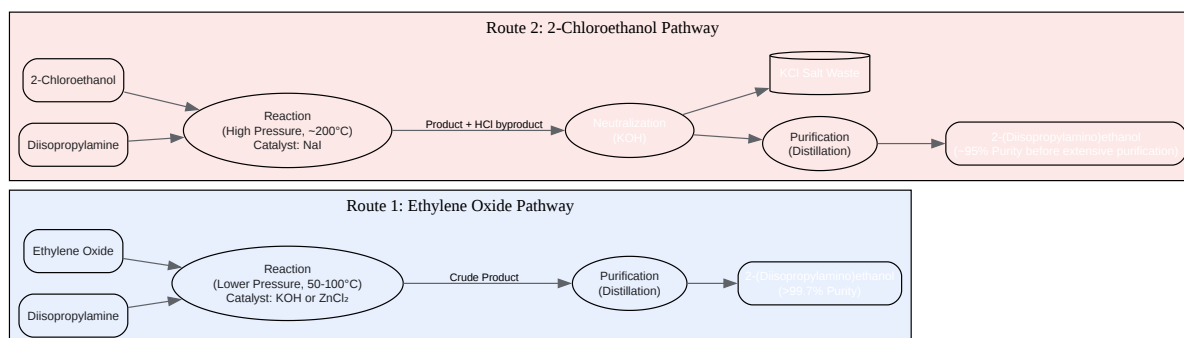 Route 2: 2-Chloroethanol Pathway
2-Chloroethanol
Diisopropylamine
Reaction
(High Pressure, ~200°C)
Catalyst: NaI
Product + HCl byproduct
Neutralization
(KOH)
KCl Salt Waste
Purification
(Distillation)
2-(Diisopropylamino)ethanol
(~95% Purity before extensive purification)
Route 1: Ethylene Oxide Pathway
Ethylene Oxide
Diisopropylamine
Reaction
(Lower Pressure, 50-100°C)
Catalyst: KOH or ZnCl₂
Crude Product
Purification
(Distillation)
2-(Diisopropylamino)ethanol
(>99.7% Purity)